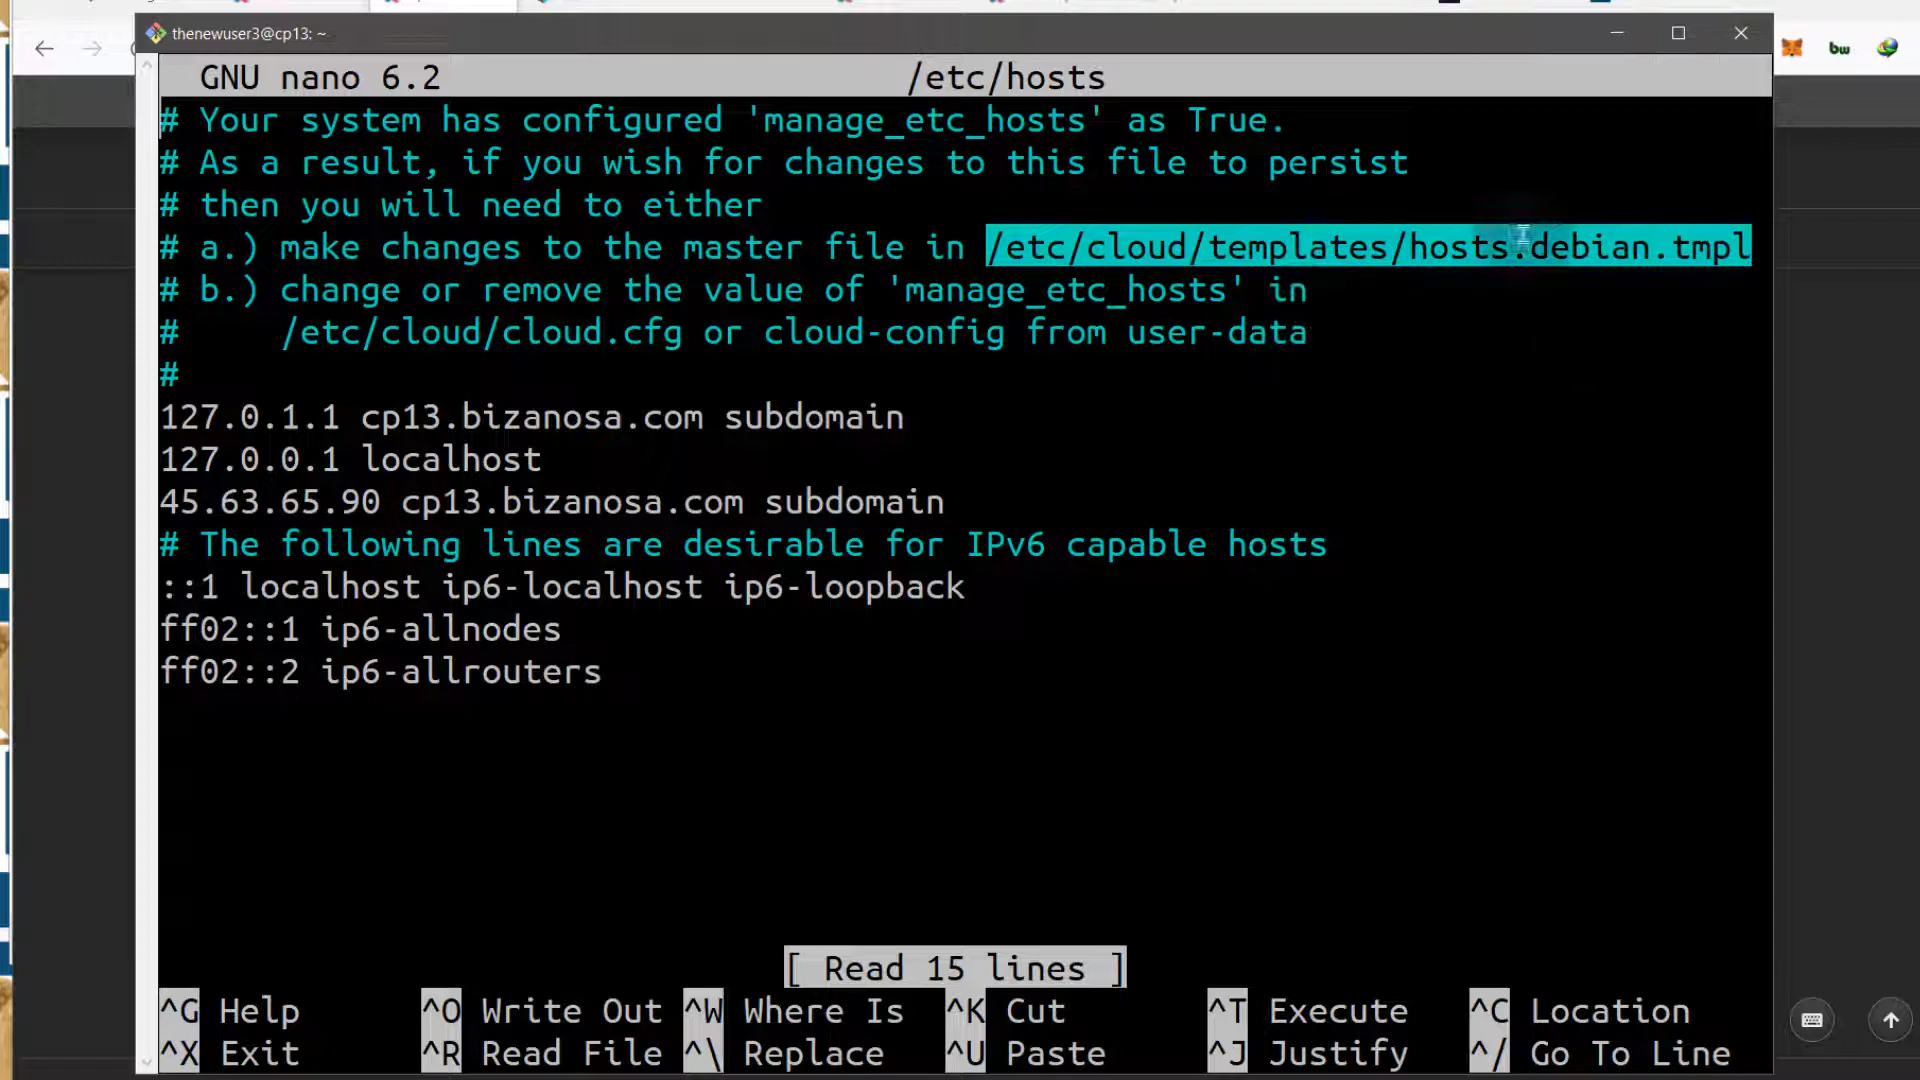 thenewuser3@cp13: ~
GNU nano 6.2 /etc/hosts
# Your system has configured 'manage_etc_hosts' as True.
# As a result, if you wish for changes to this file to persist
# then you will need to either
# a.) make changes to the master file in /etc/cloud/templates/hosts.debian.tmpl
# b.) change or remove the value of 'manage_etc_hosts' in
#     /etc/cloud/cloud.cfg or cloud-config from user-data
#
127.0.1.1 cp13.bizanosa.com subdomain
127.0.0.1 localhost
45.63.65.90 cp13.bizanosa.com subdomain
# The following lines are desirable for IPv6 capable hosts
::1 localhost ip6-localhost ip6-loopback
ff02::1 ip6-allnodes
ff02::2 ip6-allrouters
[ Read 15 lines ]
^G Help ^O Write Out ^W Where Is ^K Cut ^T Execute ^C Location
^X Exit ^R Read File ^\ Replace ^U Paste ^J Justify ^/ Go To Line
bw